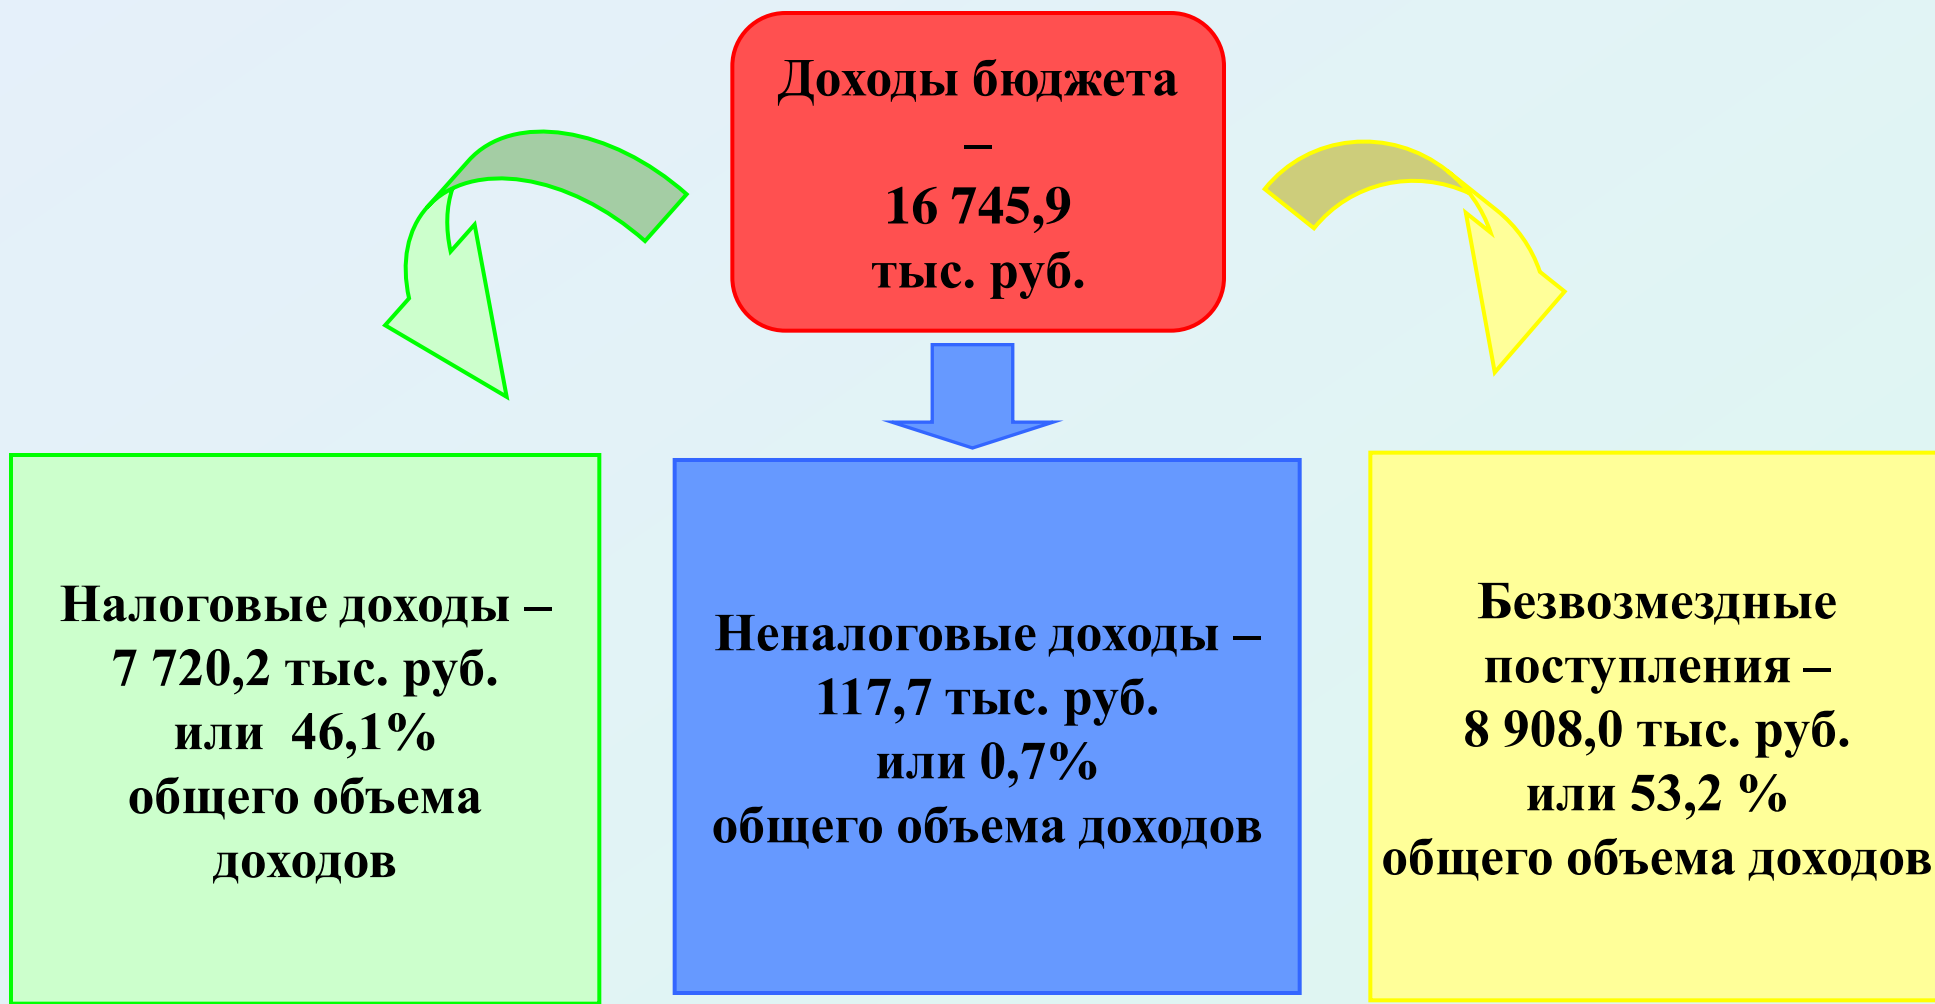 Доходы бюджета
–
16 745,9
тыс. руб.
Налоговые доходы –
7 720,2 тыс. руб.
или 46,1%
общего объема
доходов
Неналоговые доходы –
117,7 тыс. руб.
или 0,7%
общего объема доходов
Безвозмездные
поступления –
8 908,0 тыс. руб.
или 53,2 %
общего объема доходов